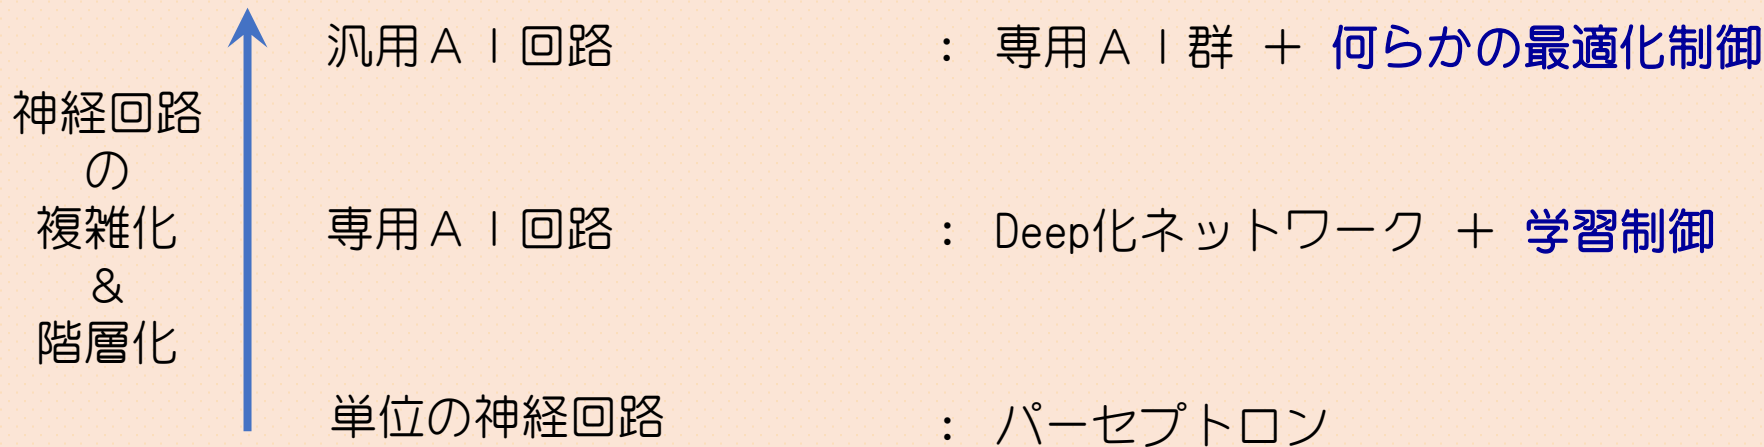 神経回路
の
複雑化
&
階層化
汎用ＡＩ回路 : 専用ＡＩ群 ＋ 何らかの最適化制御
専用ＡＩ回路 : Deep化ネットワーク ＋ 学習制御
単位の神経回路 : パーセプトロン